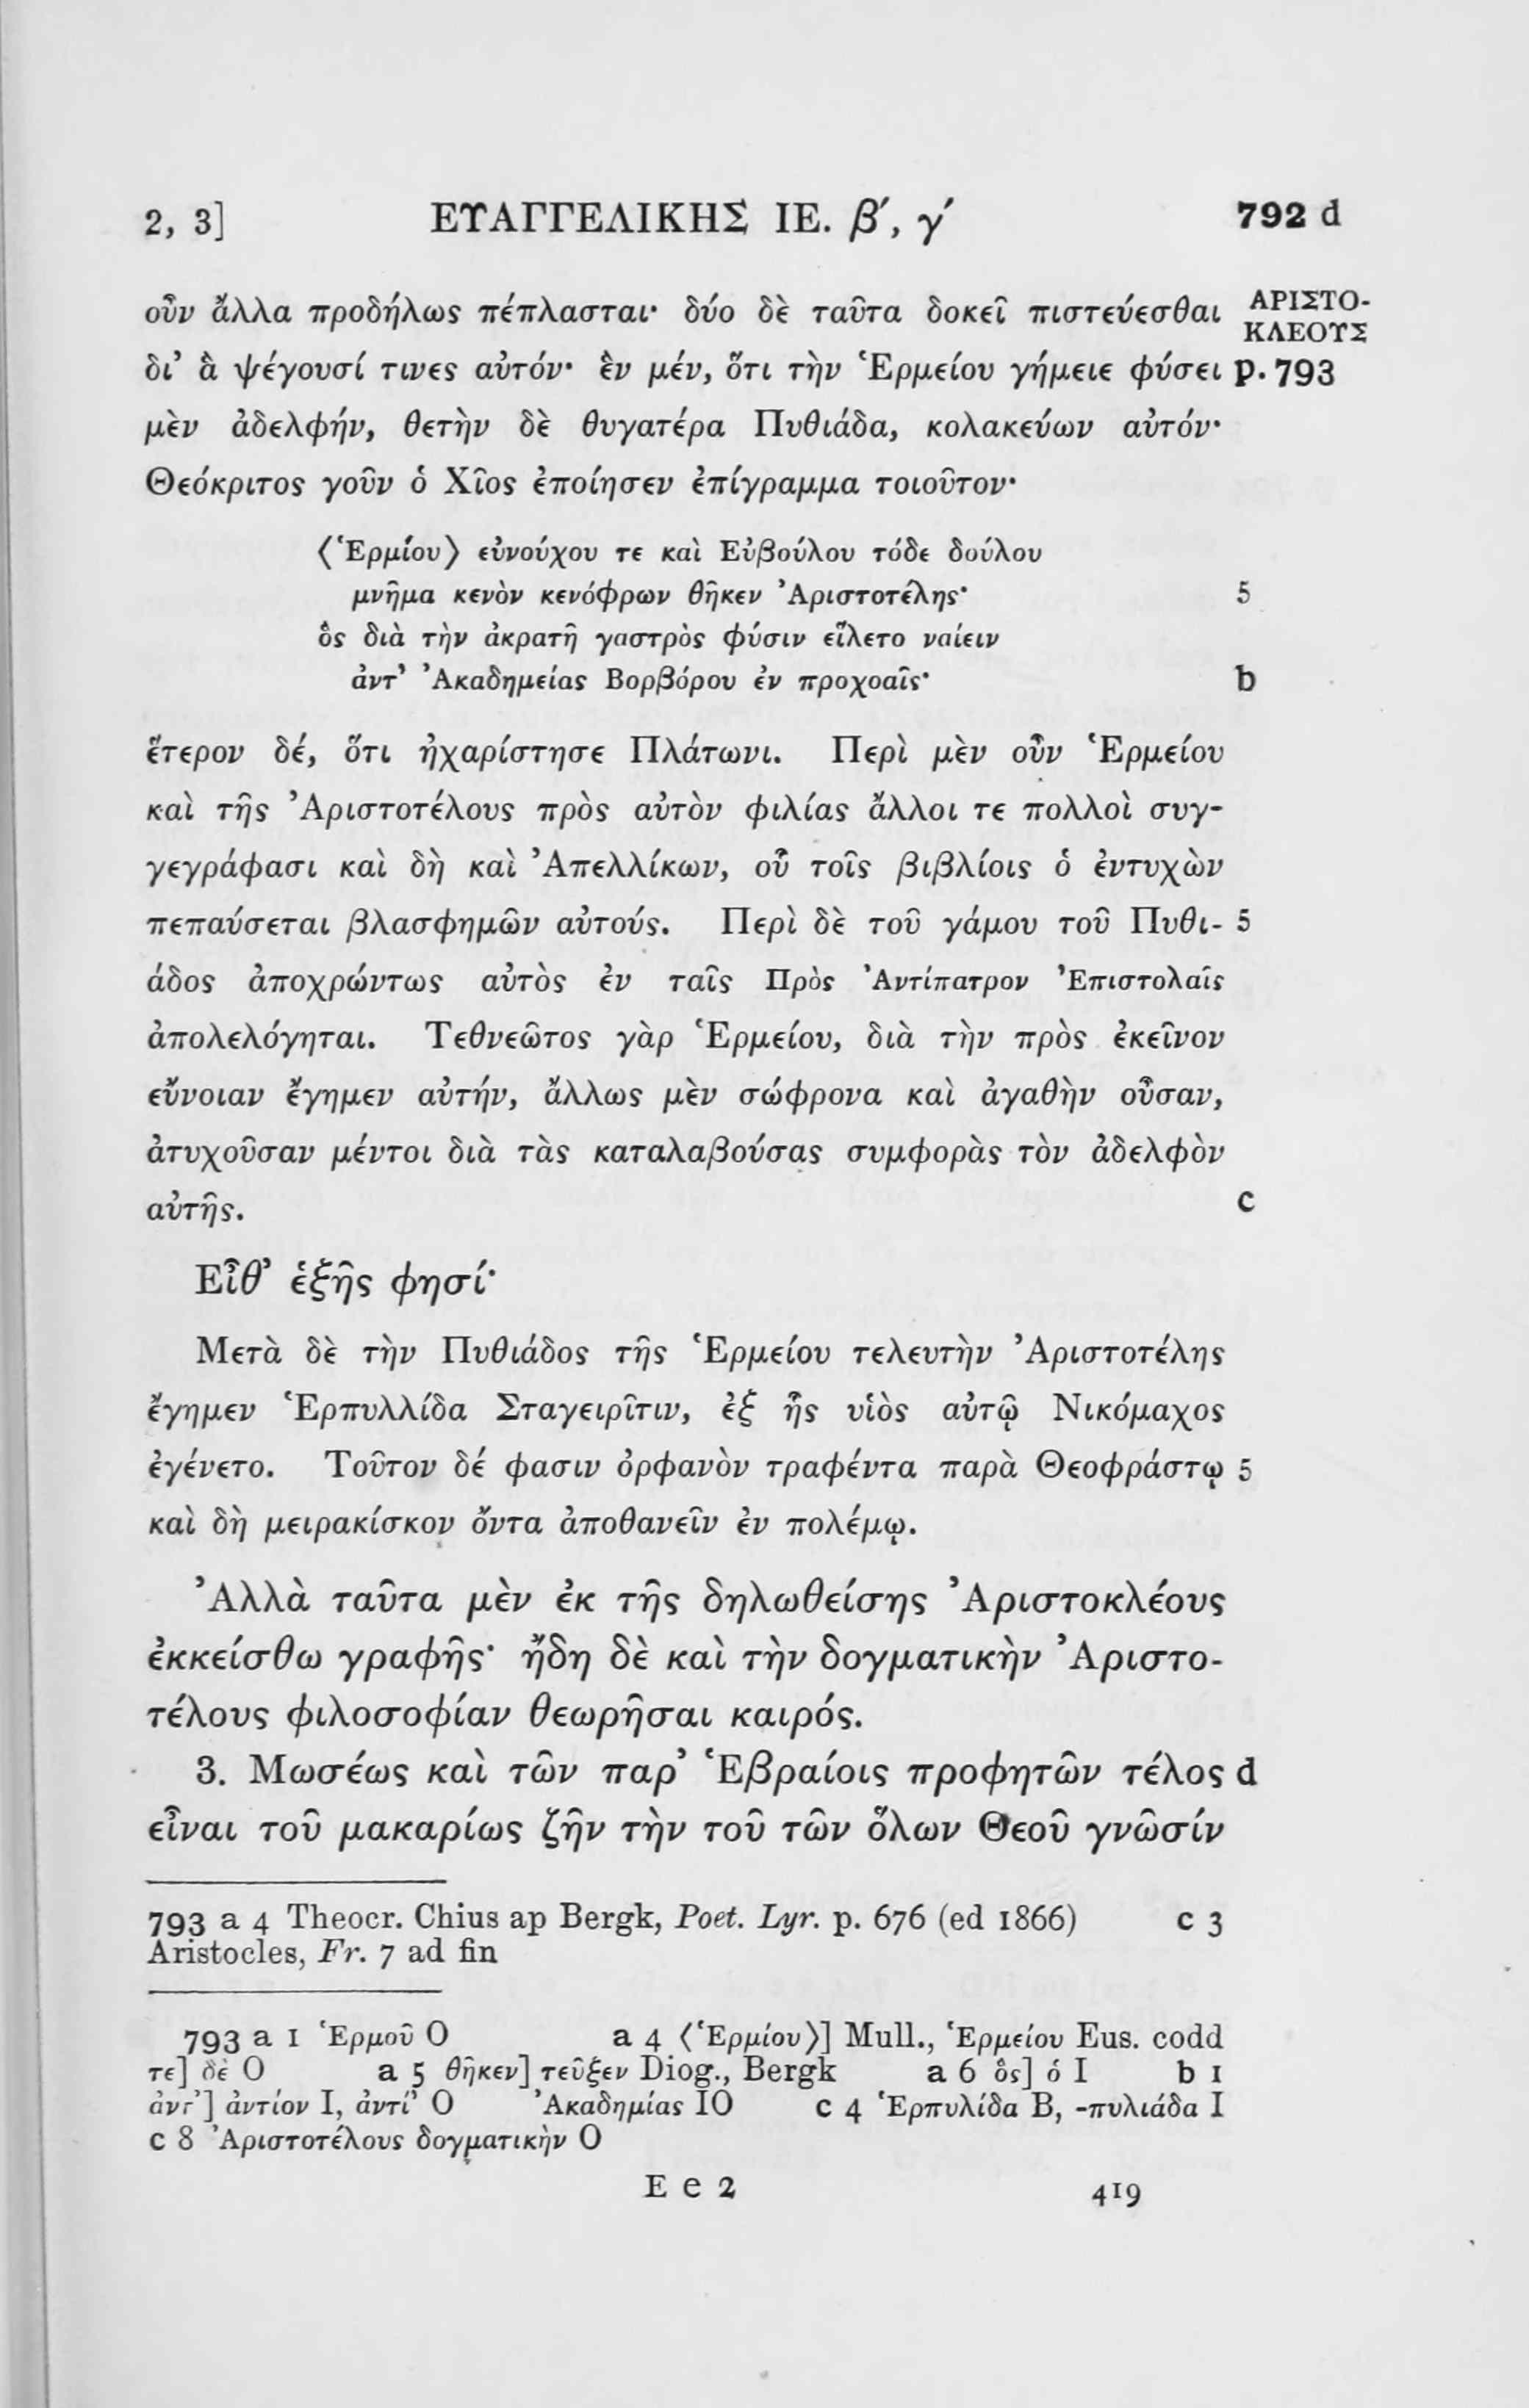 2, 3] ΕΥΑΓΓΕΛΙΚΗΣ ΙΕ. β′, γ′ 792 d
οὖν ἄλλα προδήλως πέπλασται· δύο δὲ ταῦτα δοκεῖ πιστεύεσθαι ΑΡΙΣΤΟ-
ΚΛΕΟΥΣ
δι’ ἃ ψέγουσί τινες αὐτόν· ἓν μέν, ὅτι τὴν Ἑρμείου γήμειε φύσει p. 793
μὲν ἀδελφήν, θετὴν δὲ θυγατέρα Πυθιάδα, κολακεύων αὐτόν·
Θεόκριτος γοῦν ὁ Χῖος ἐποίησεν ἐπίγραμμα τοιοῦτον·
⟨Ἑρμίου⟩ εὐνούχου τε καὶ Εὐβούλου τόδε δούλου
μνῆμα κενὸν κενόφρων θῆκεν Ἀριστοτέλης· 5
ὃς διὰ τὴν ἀκρατῆ γαστρὸς φύσιν εἵλετο ναίειν
ἀντ’ Ἀκαδημείας Βορβόρου ἐν προχοαῖς· b
ἕτερον δέ, ὅτι ἠχαρίστησε Πλάτωνι. Περὶ μὲν οὖν Ἑρμείου
καὶ τῆς Ἀριστοτέλους πρὸς αὐτὸν φιλίας ἄλλοι τε πολλοὶ συγ-
γεγράφασι καὶ δὴ καὶ Ἀπελλίκων, οὗ τοῖς βιβλίοις ὁ ἐντυχὼν
πεπαύσεται βλασφημῶν αὐτούς. Περὶ δὲ τοῦ γάμου τοῦ Πυθι- 5
άδος ἀποχρώντως αὐτὸς ἐν ταῖς Πρὸς Ἀντίπατρον Ἐπιστολαῖς
ἀπολελόγηται. Τεθνεῶτος γὰρ Ἑρμείου, διὰ τὴν πρὸς ἐκεῖνον
εὔνοιαν ἔγημεν αὐτήν, ἄλλως μὲν σώφρονα καὶ ἀγαθὴν οὖσαν,
ἀτυχοῦσαν μέντοι διὰ τὰς καταλαβούσας συμφορὰς τὸν ἀδελφὸν
αὐτῆς. c
Εἶθ’ ἑξῆς φησί·
Μετὰ δὲ τὴν Πυθιάδος τῆς Ἑρμείου τελευτὴν Ἀριστοτέλης
ἔγημεν Ἑρπυλλίδα Σταγειρῖτιν, ἐξ ἧς υἱὸς αὐτῷ Νικόμαχος
ἐγένετο. Τοῦτον δέ φασιν ὀρφανὸν τραφέντα παρὰ Θεοφράστῳ 5
καὶ δὴ μειρακίσκον ὄντα ἀποθανεῖν ἐν πολέμῳ.
Ἀλλὰ ταῦτα μὲν ἐκ τῆς δηλωθείσης Ἀριστοκλέους
ἐκκείσθω γραφῆς· ἤδη δὲ καὶ τὴν δογματικὴν Ἀριστο-
τέλους φιλοσοφίαν θεωρῆσαι καιρός.
3. Μωσέως καὶ τῶν παρ’ Ἑβραίοις προφητῶν τέλος d
εἶναι τοῦ μακαρίως ζῆν τὴν τοῦ τῶν ὅλων Θεοῦ γνῶσίν
793 a 4 Theocr. Chius ap Bergk, Poet. Lyr. p. 676 (ed 1866) c 3
Aristocles, Fr. 7 ad fin
793 a 1 Ἑρμοῦ O a 4 ⟨Ἑρμίου⟩] Mull., Ἑρμείου Eus. codd
τε] δὲ O a 5 θῆκεν] τεῦξεν Diog., Bergk a 6 ὃς] ὁ I b 1
ἀντ’] ἀντίον I, ἀντί’ O Ἀκαδημίας IO c 4 Ἑρπυλίδα B, -πυλιάδα I
c 8 Ἀριστοτέλους δογματικὴν O
E e 2 419